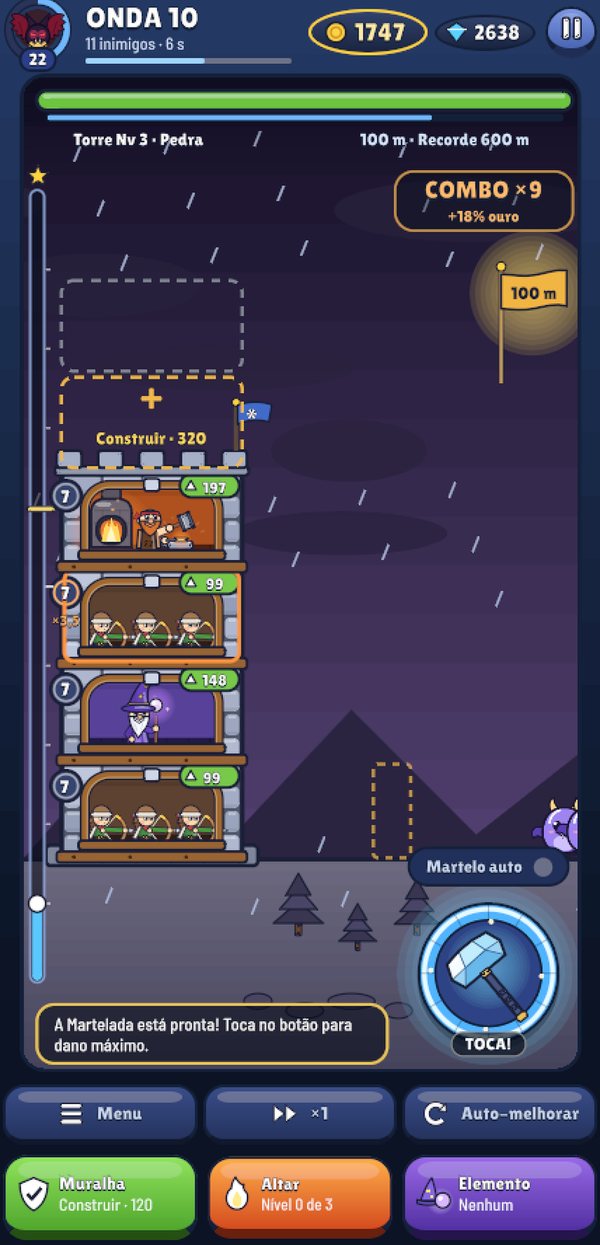 ONDA 10
11 inimigos · 6 s
22
1747
2638
Torre Nv 3 · Pedra
100 m · Recorde 600 m
COMBO ×9
+18% ouro
100 m
+
Construir · 320
7
197
7
99
×3,5
7
148
7
99
Martelo auto
A Martelada está pronta! Toca no botão para
dano máximo.
TOCA!
Menu
×1
Auto-melhorar
Muralha
Construir · 120
Altar
Nível 0 de 3
Elemento
Nenhum